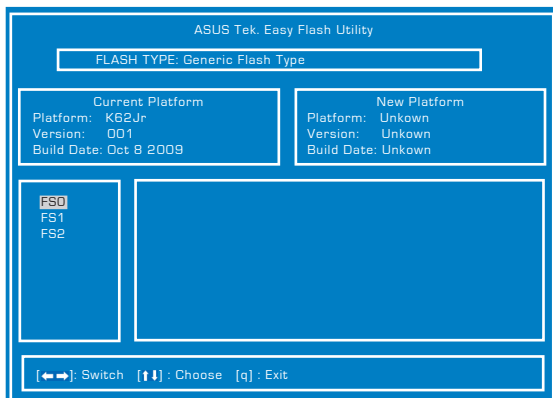 ASUS Tek. Easy Flash Utility
FLASH TYPE: Generic Flash Type
Current Platform
Platform: K62Jr
Version: 001
Build Date: Oct 8 2009
New Platform
Platform: Unkown
Version: Unkown
Build Date: Unkown
FS0
FS1
FS2
[←→]: Switch [↑↓] : Choose [q] : Exit